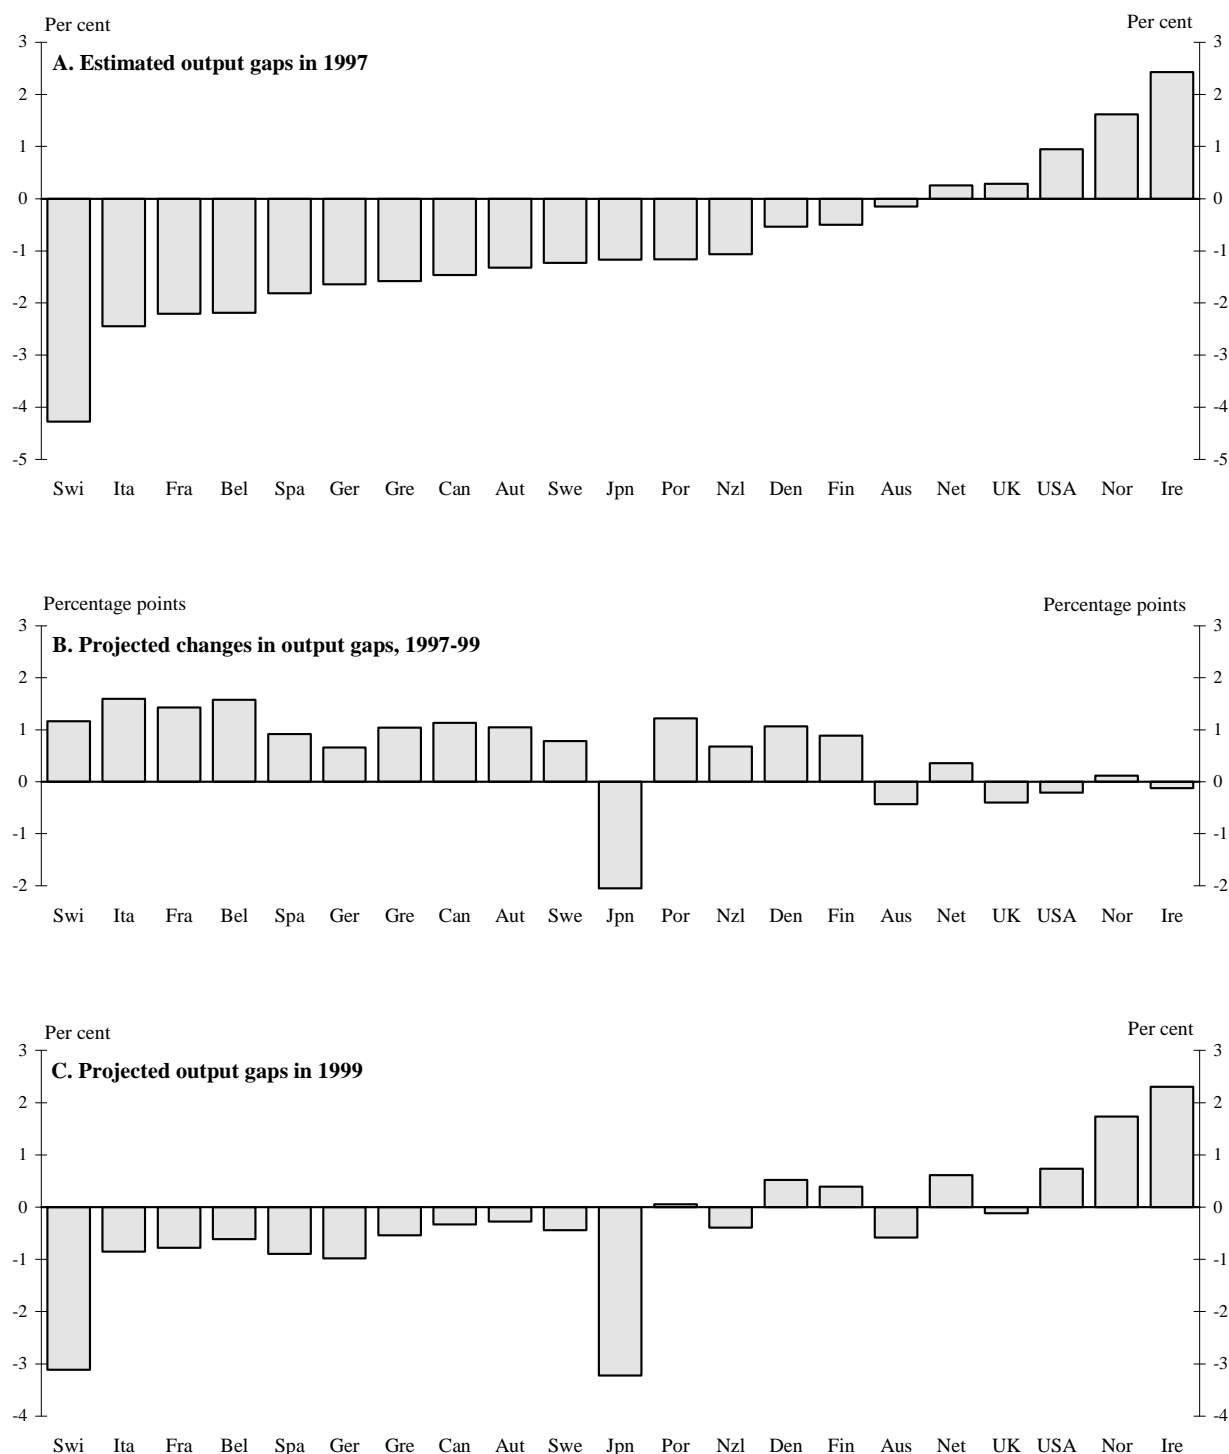 Per cent Per cent
3 3
A. Estimated output gaps in 1997
2 2
1 1
0 0
-1 -1
-2 -2
-3 -3
-4 -4
-5 -5
Swi Ita Fra Bel Spa Ger Gre Can Aut Swe Jpn Por Nzl Den Fin Aus Net UK USA Nor Ire
Percentage points Percentage points
3 3
B. Projected changes in output gaps, 1997-99
2 2
1 1
0 0
-1 -1
-2 -2
Swi Ita Fra Bel Spa Ger Gre Can Aut Swe Jpn Por Nzl Den Fin Aus Net UK USA Nor Ire
Per cent Per cent
3 3
C. Projected output gaps in 1999
2 2
1 1
0 0
-1 -1
-2 -2
-3 -3
-4 -4
Swi Ita Fra Bel Spa Ger Gre Can Aut Swe Jpn Por Nzl Den Fin Aus Net UK USA Nor Ire